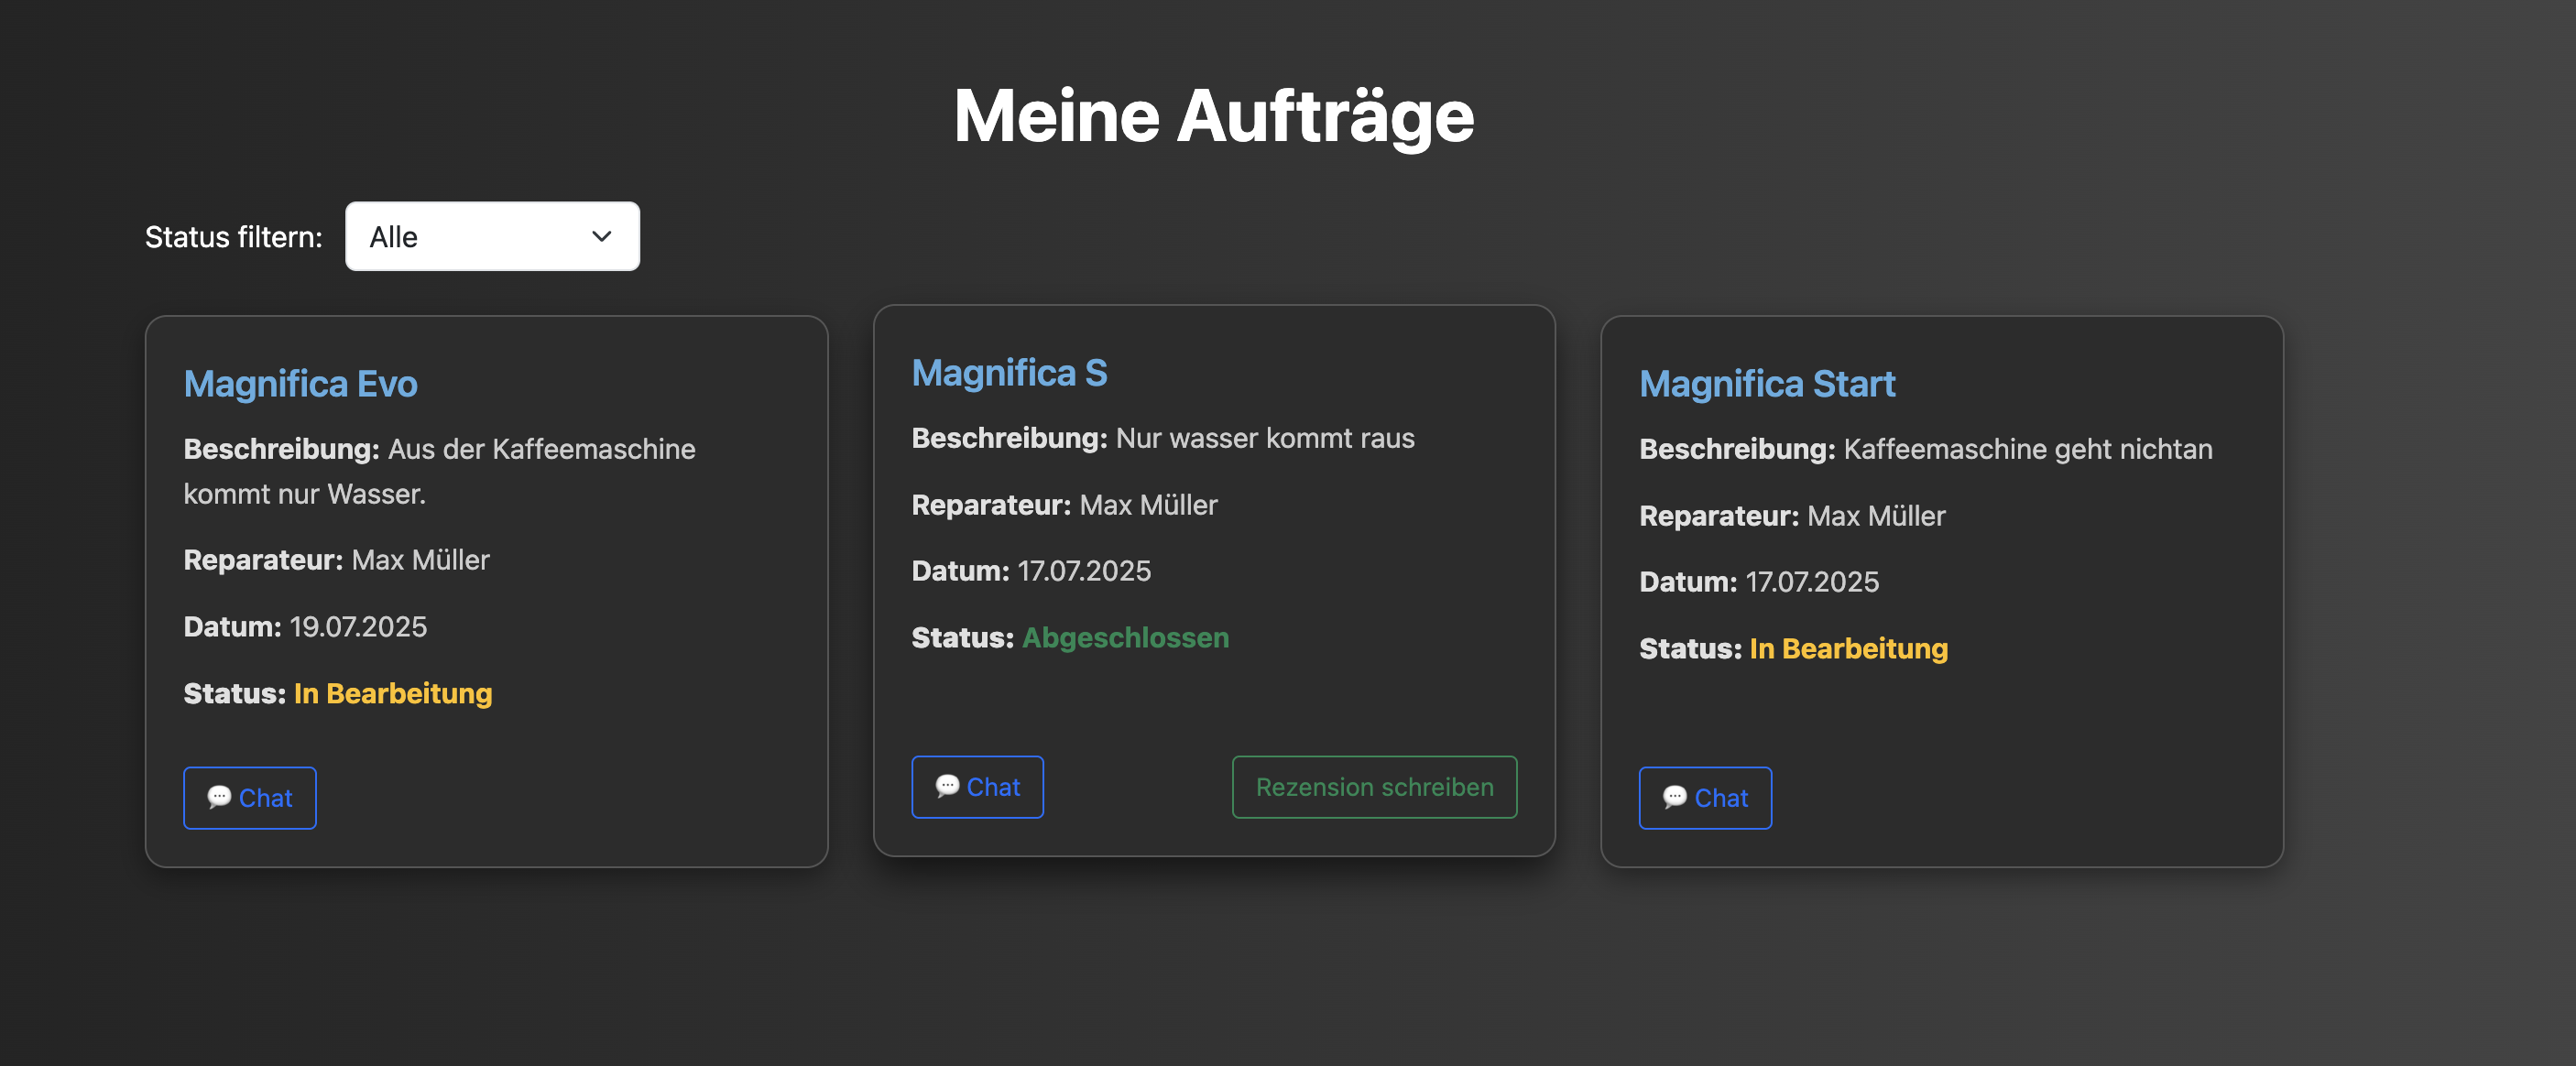 Meine Aufträge
Status filtern: Alle
Magnifica Evo
Beschreibung: Aus der Kaffeemaschine
kommt nur Wasser.
Reparateur: Max Müller
Datum: 19.07.2025
Status: In Bearbeitung
Chat
Magnifica S
Beschreibung: Nur wasser kommt raus
Reparateur: Max Müller
Datum: 17.07.2025
Status: Abgeschlossen
Chat Rezension schreiben
Magnifica Start
Beschreibung: Kaffeemaschine geht nichtan
Reparateur: Max Müller
Datum: 17.07.2025
Status: In Bearbeitung
Chat